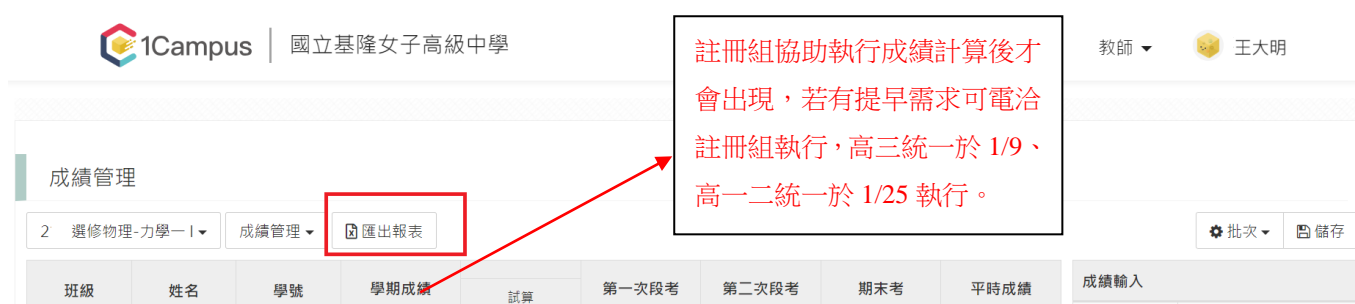 1Campus 國立基隆女子高級中學
教師 王大明
註冊組協助執行成績計算後才
會出現，若有提早需求可電洽
註冊組執行，高三統一於 1/9、
高一二統一於 1/25 執行。
成績管理
2 選修物理-力學一 I 成績管理 匯出報表 批次 儲存
班級 姓名 學號 學期成績 試算 第一次段考 第二次段考 期末考 平時成績 成績輸入